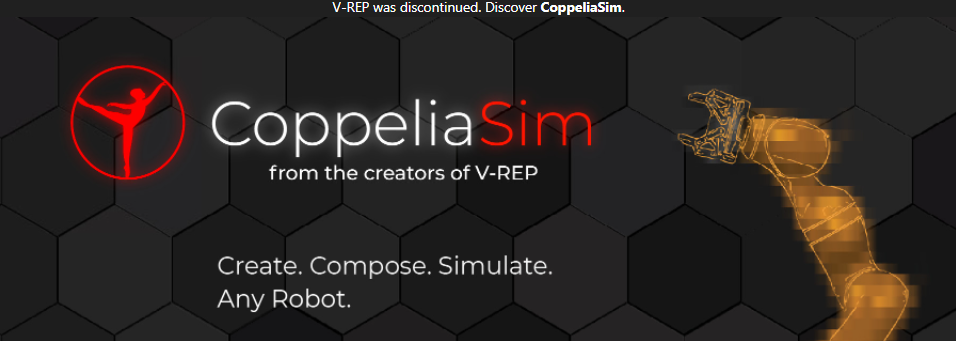 V-REP was discontinued. Discover CoppeliaSim.
CoppeliaSim
from the creators of V-REP
Create. Compose. Simulate.
Any Robot.